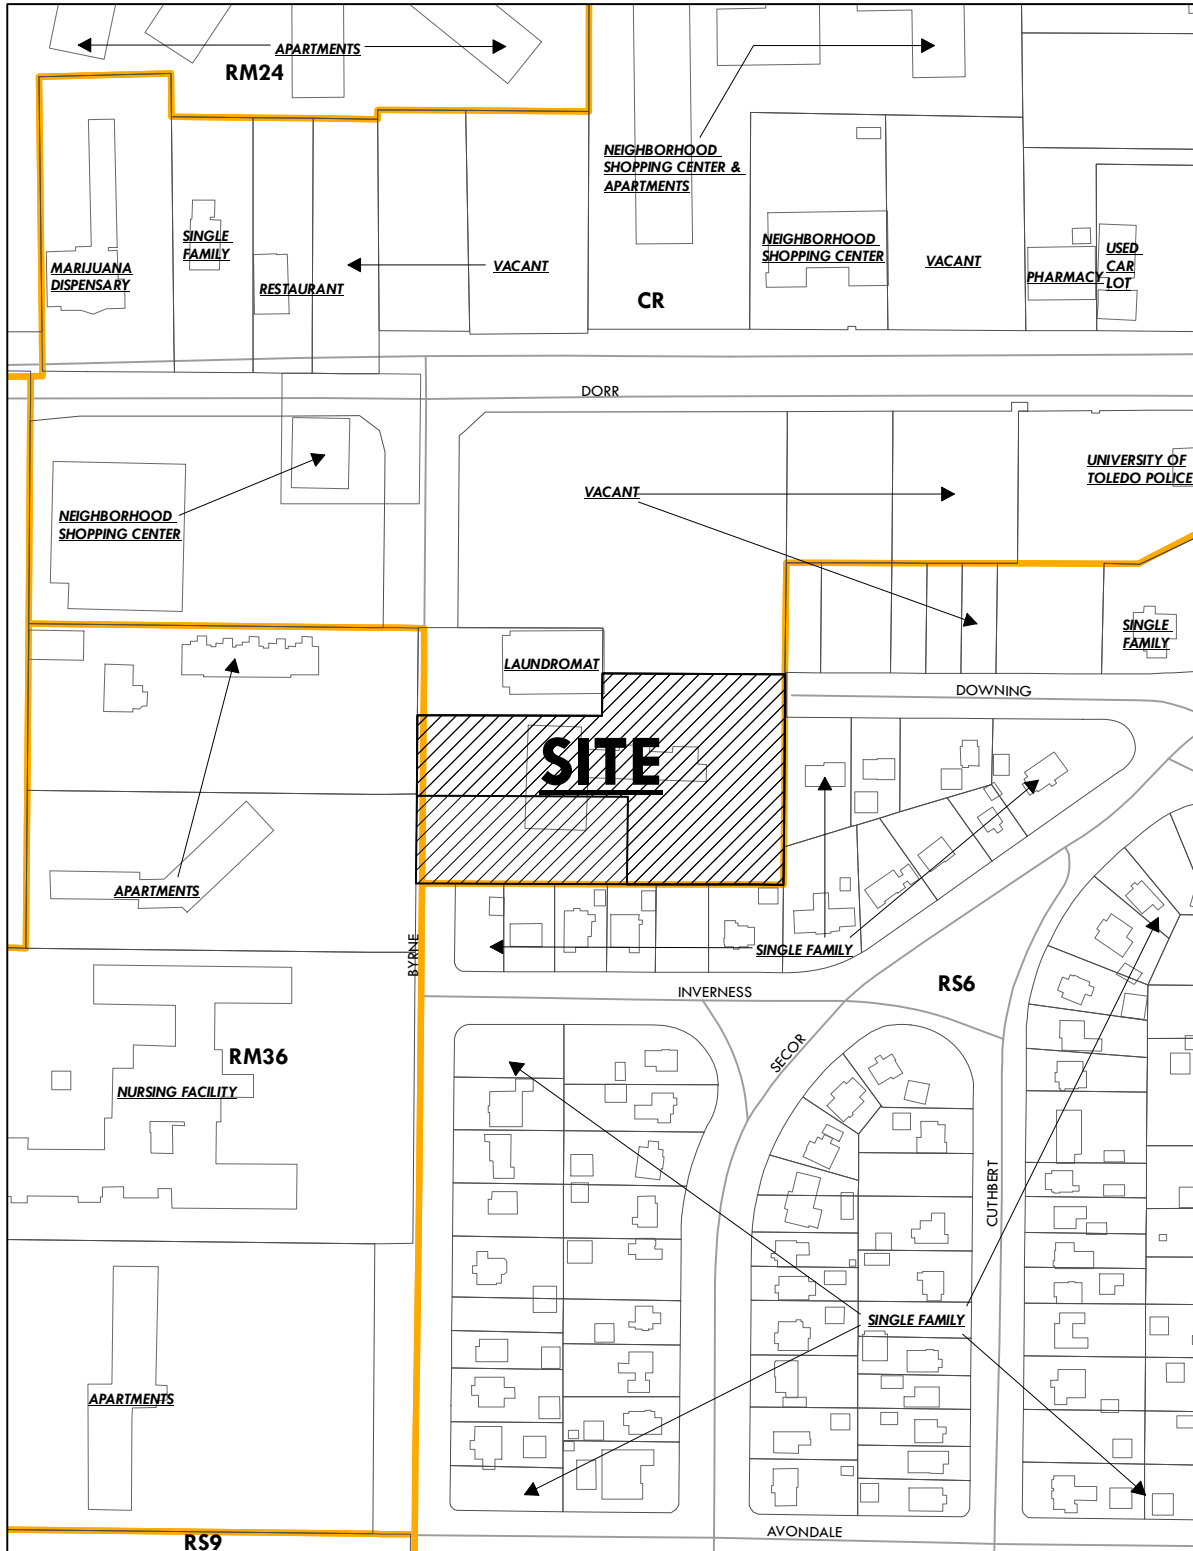 APARTMENTS
RM24
NEIGHBORHOOD
SHOPPING CENTER &
APARTMENTS
SINGLE
FAMILY
MARIJUANA
DISPENSARY
RESTAURANT
VACANT
NEIGHBORHOOD
SHOPPING CENTER
VACANT
PHARMACY
USED
CAR
LOT
CR
DORR
NEIGHBORHOOD
SHOPPING CENTER
VACANT
UNIVERSITY OF
TOLEDO POLICE
LAUNDROMAT
SINGLE
FAMILY
DOWNING
SITE
APARTMENTS
BYRNE
SINGLE FAMILY
INVERNESS
RS6
SECOR
RM36
NURSING FACILITY
CUTHBERT
SINGLE FAMILY
APARTMENTS
AVONDALE
RS9